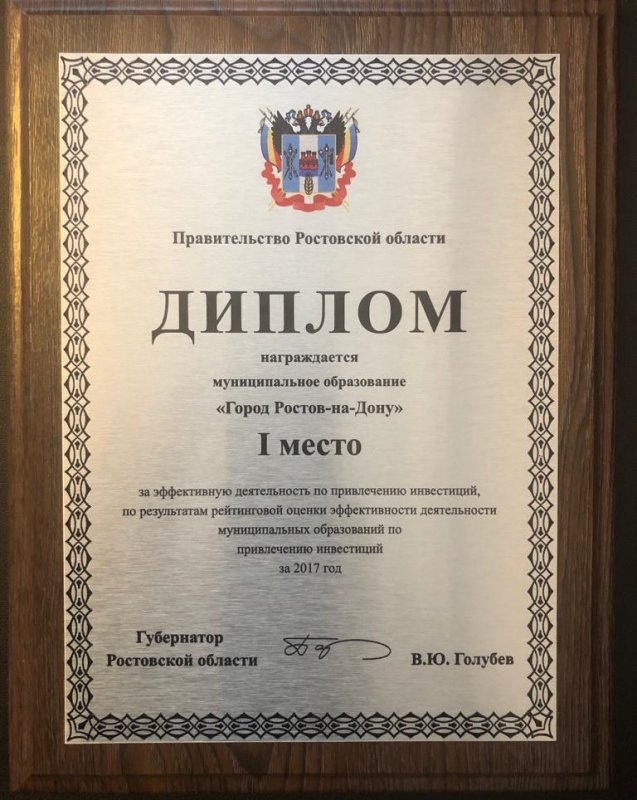 Правительство Ростовской области
ДИПЛОМ
награждается
муниципальное образование
«Город Ростов-на-Дону»
I место
за эффективную деятельность по привлечению инвестиций,
по результатам рейтинговой оценки эффективности деятельности
муниципальных образований по
привлечению инвестиций
за 2017 год
Губернатор
Ростовской области
В.Ю. Голубев